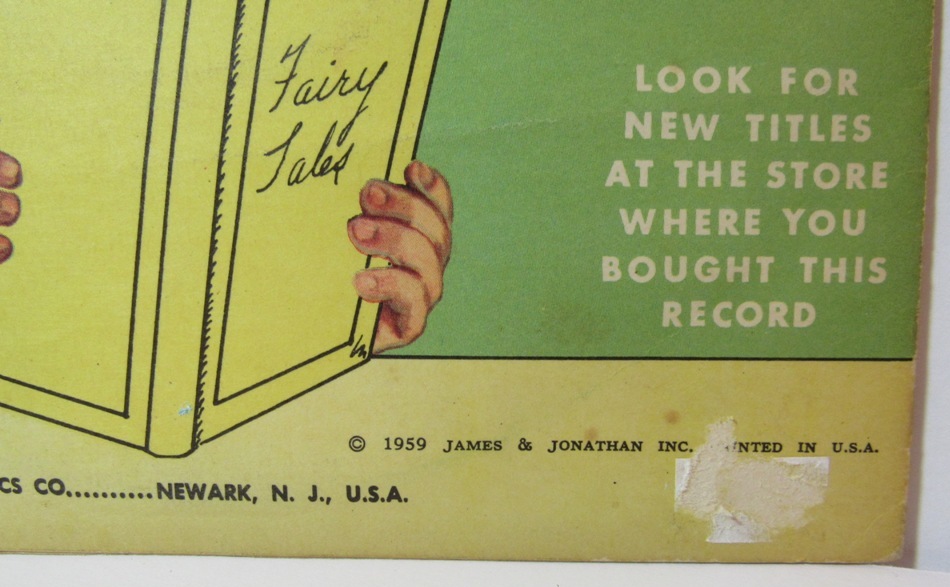 Fairy
Tales
LOOK FOR
NEW TITLES
AT THE STORE
WHERE YOU
BOUGHT THIS
RECORD
© 1959 JAMES & JONATHAN INC. INTED IN U.S.A.
CS CO..........NEWARK, N. J., U.S.A.